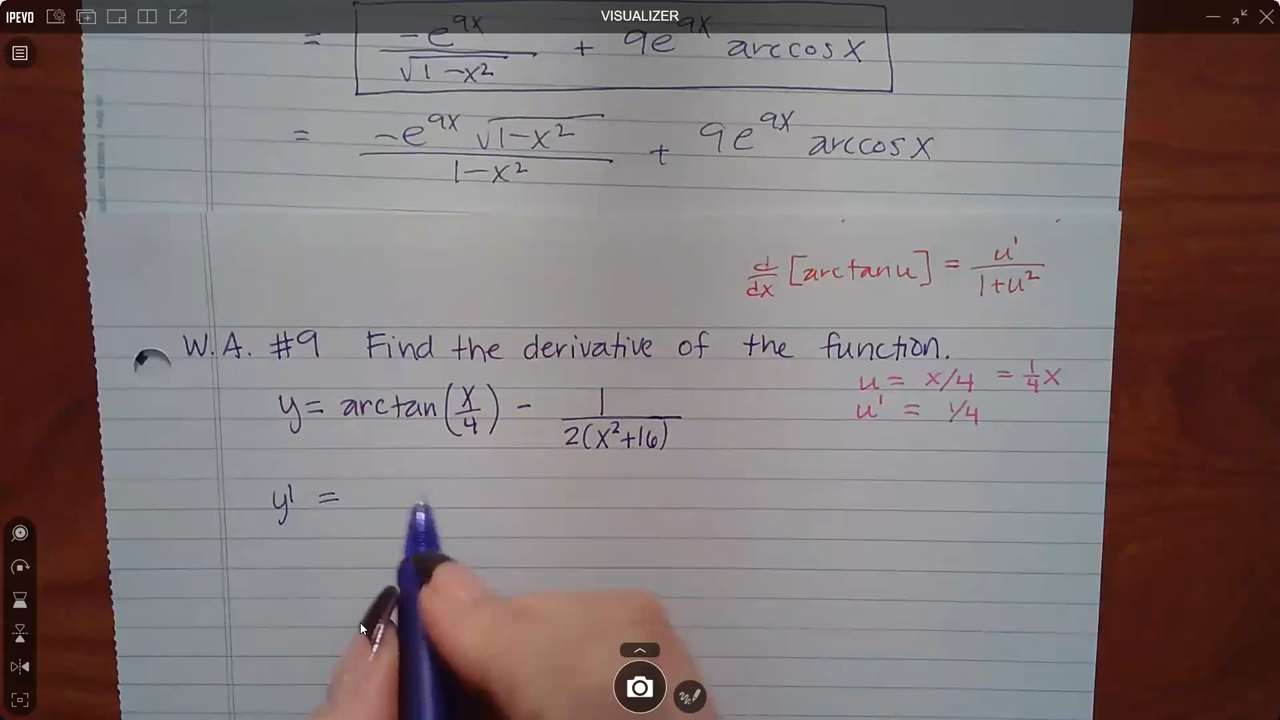 IPEVO
VISUALIZER
= -e^{9x}/√(1-x²) + 9e^{9x} arccos x
= -e^{9x} √(1-x²)/(1-x²) + 9e^{9x} arccos x
d/dx [arctan u] = u'/(1+u²)
W.A. #9 Find the derivative of the function.
u = x/4 = 1/4 x
y = arctan(x/4) - 1/(2(x²+16))
u' = 1/4
y' =